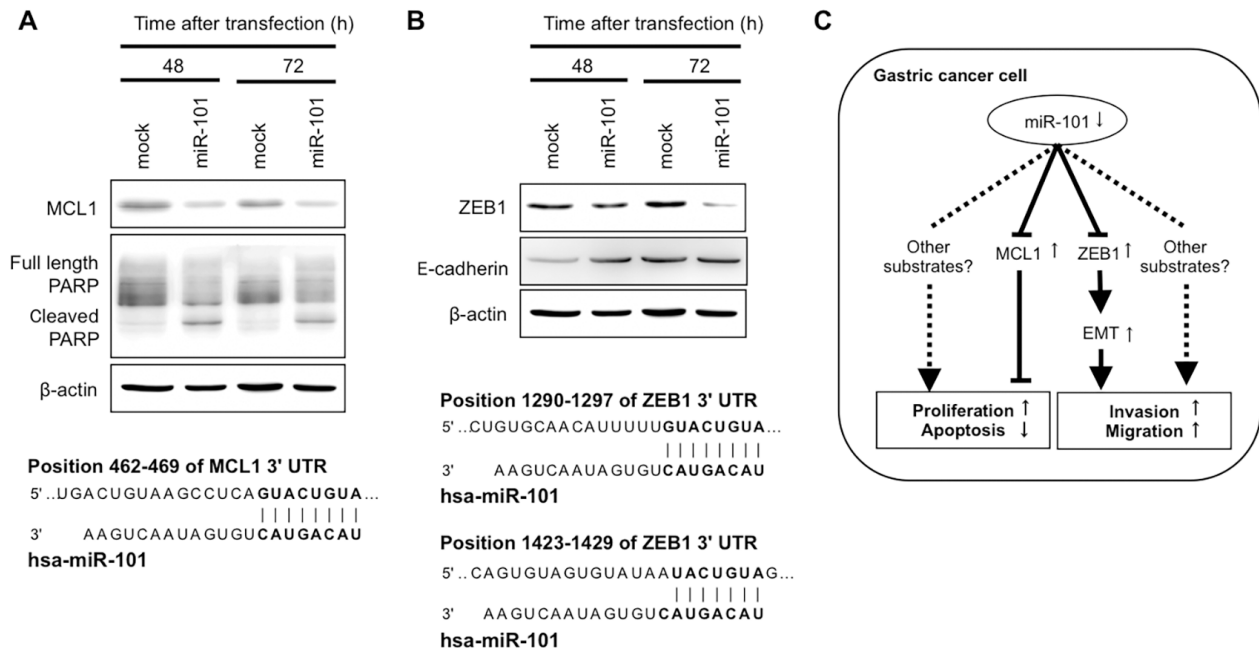 A
Time after transfection (h)
48
72
mock
miR-101
mock
miR-101
MCL1
Full length
PARP
Cleaved
PARP
β-actin
Position 462-469 of MCL1 3' UTR
5' ..UGACUGUAAGCCUCAGUACUGUA...
3' AAGUCAAUAGUGUCAUGACAU
hsa-miR-101
B
Time after transfection (h)
48
72
mock
miR-101
mock
miR-101
ZEB1
E-cadherin
β-actin
Position 1290-1297 of ZEB1 3' UTR
5' ..CUGUGCAACAUUUUUGUACUGUA...
3' AAGUCAAUAGUGUCAUGACAU
hsa-miR-101
Position 1423-1429 of ZEB1 3' UTR
5' ..CAGUGUAGUGUAUAAUACUGUAG...
3' AAGUCAAUAGUGUCAUGACAU
hsa-miR-101
C
Gastric cancer cell
miR-101 ↓
Other
substrates?
MCL1 ↑
ZEB1 ↑
Other
substrates?
EMT ↑
Proliferation ↑
Apoptosis ↓
Invasion ↑
Migration ↑